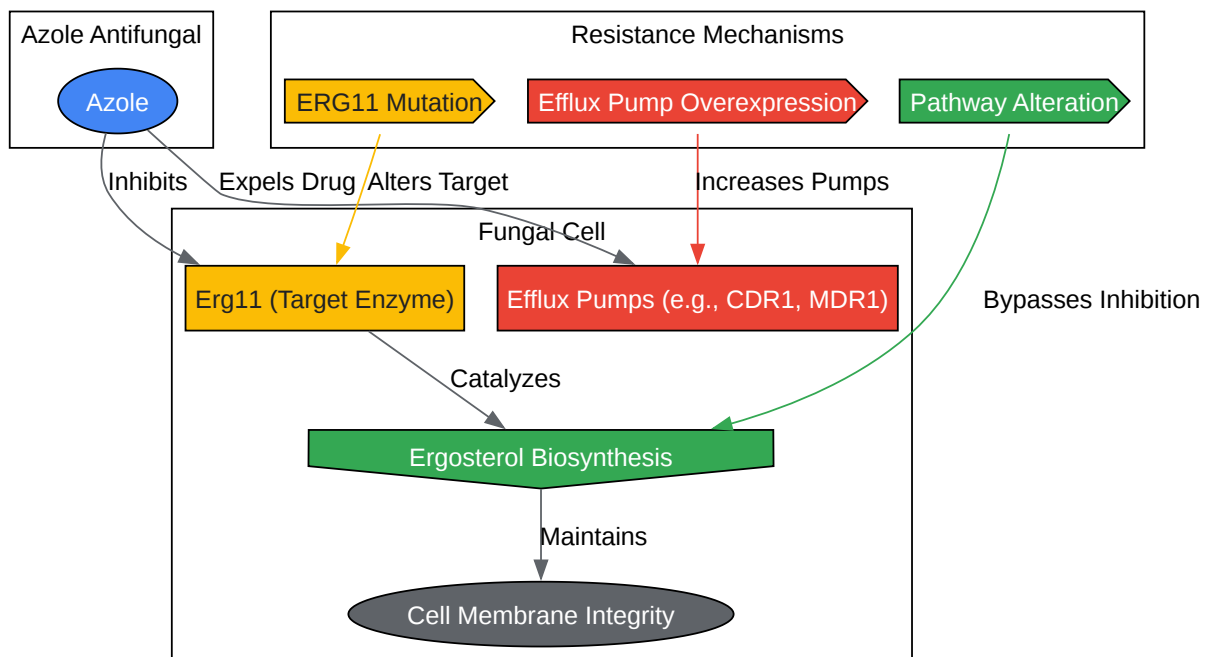 Azole Antifungal
Resistance Mechanisms
Azole
ERG11 Mutation
Efflux Pump Overexpression
Pathway Alteration
Inhibits
Expels Drug
Alters Target
Increases Pumps
Fungal Cell
Erg11 (Target Enzyme)
Efflux Pumps (e.g., CDR1, MDR1)
Bypasses Inhibition
Catalyzes
Ergosterol Biosynthesis
Maintains
Cell Membrane Integrity